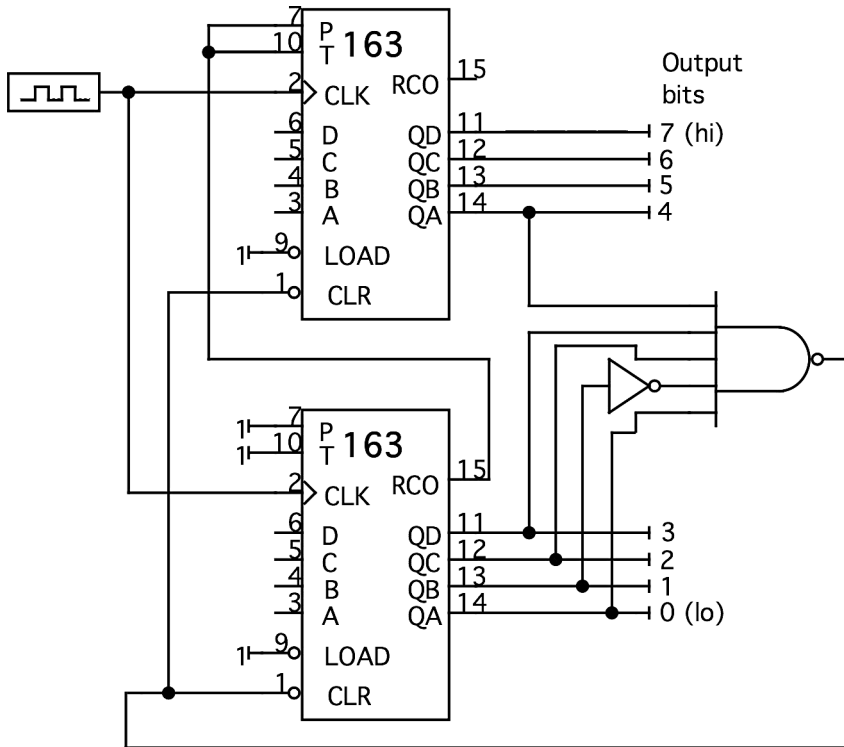 7 P
10 T 163
RCO 15
2 CLK
Output
bits
6 D QD 11 7 (hi)
5 C QC 12 6
4 B QB 13 5
3 A QA 14 4
1 9 LOAD
1 CLR
1 7 P
1 10 T 163
RCO 15
2 CLK
6 D QD 11 3
5 C QC 12 2
4 B QB 13 1
3 A QA 14 0 (lo)
1 9 LOAD
1 CLR